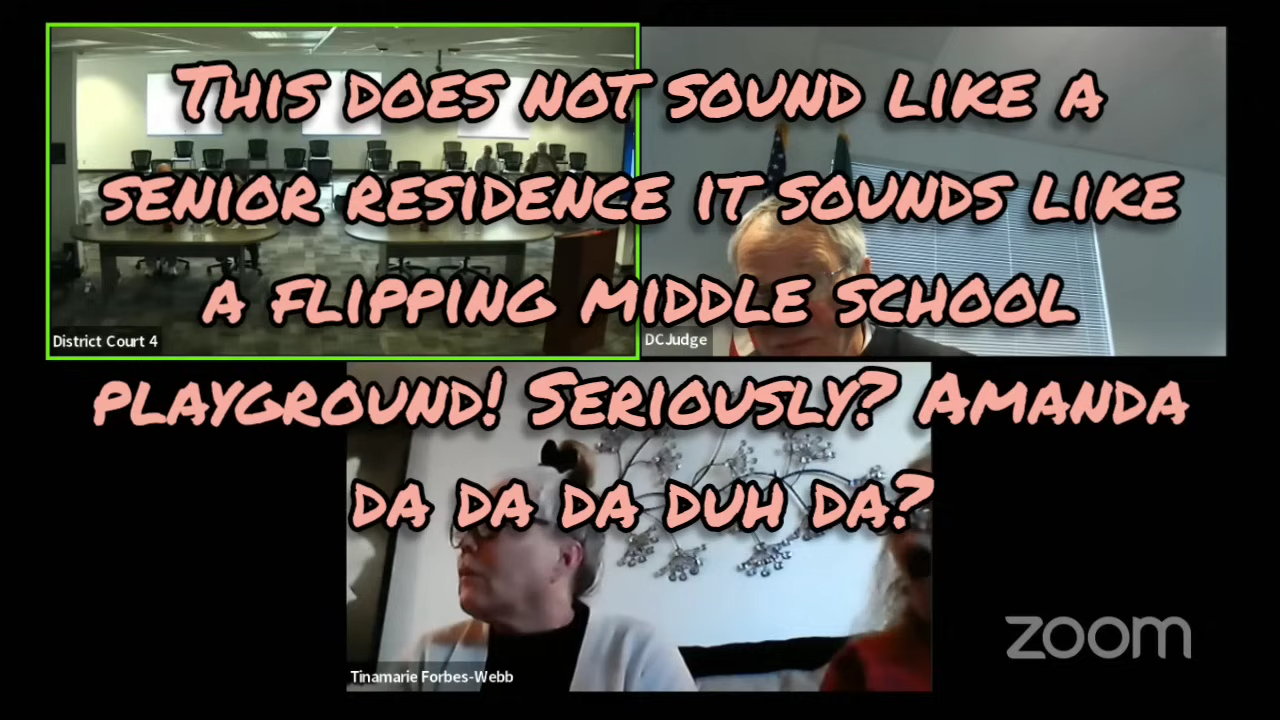 This does not sound like a
senior residence it sounds like
a flipping middle school
playground! Seriously? Amanda
da da da duh da?
District Court 4
DCJudge
Tinamarie Forbes-Webb
zoom